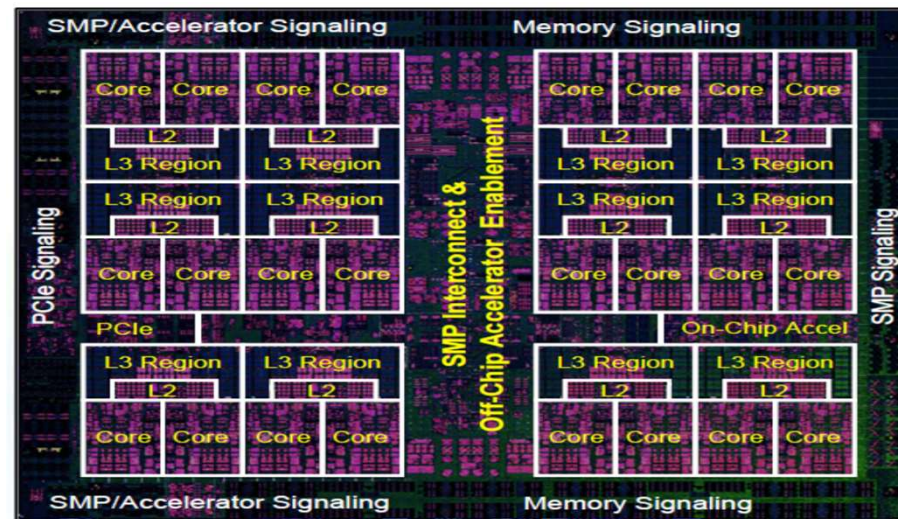 SMP/Accelerator Signaling Memory Signaling
Core Core Core Core Core Core Core Core
L2 L2 L2 L2
L3 Region L3 Region L3 Region L3 Region
L3 Region L3 Region L3 Region L3 Region
L2 L2 L2 L2
Core Core Core Core Core Core Core Core
PCIe Signaling
SMP Interconnect &
Off-Chip Accelerator Enablement
SMP Signaling
PCIe On-Chip Accel
L3 Region L3 Region L3 Region L3 Region
L2 L2 L2 L2
Core Core Core Core Core Core Core Core
SMP/Accelerator Signaling Memory Signaling